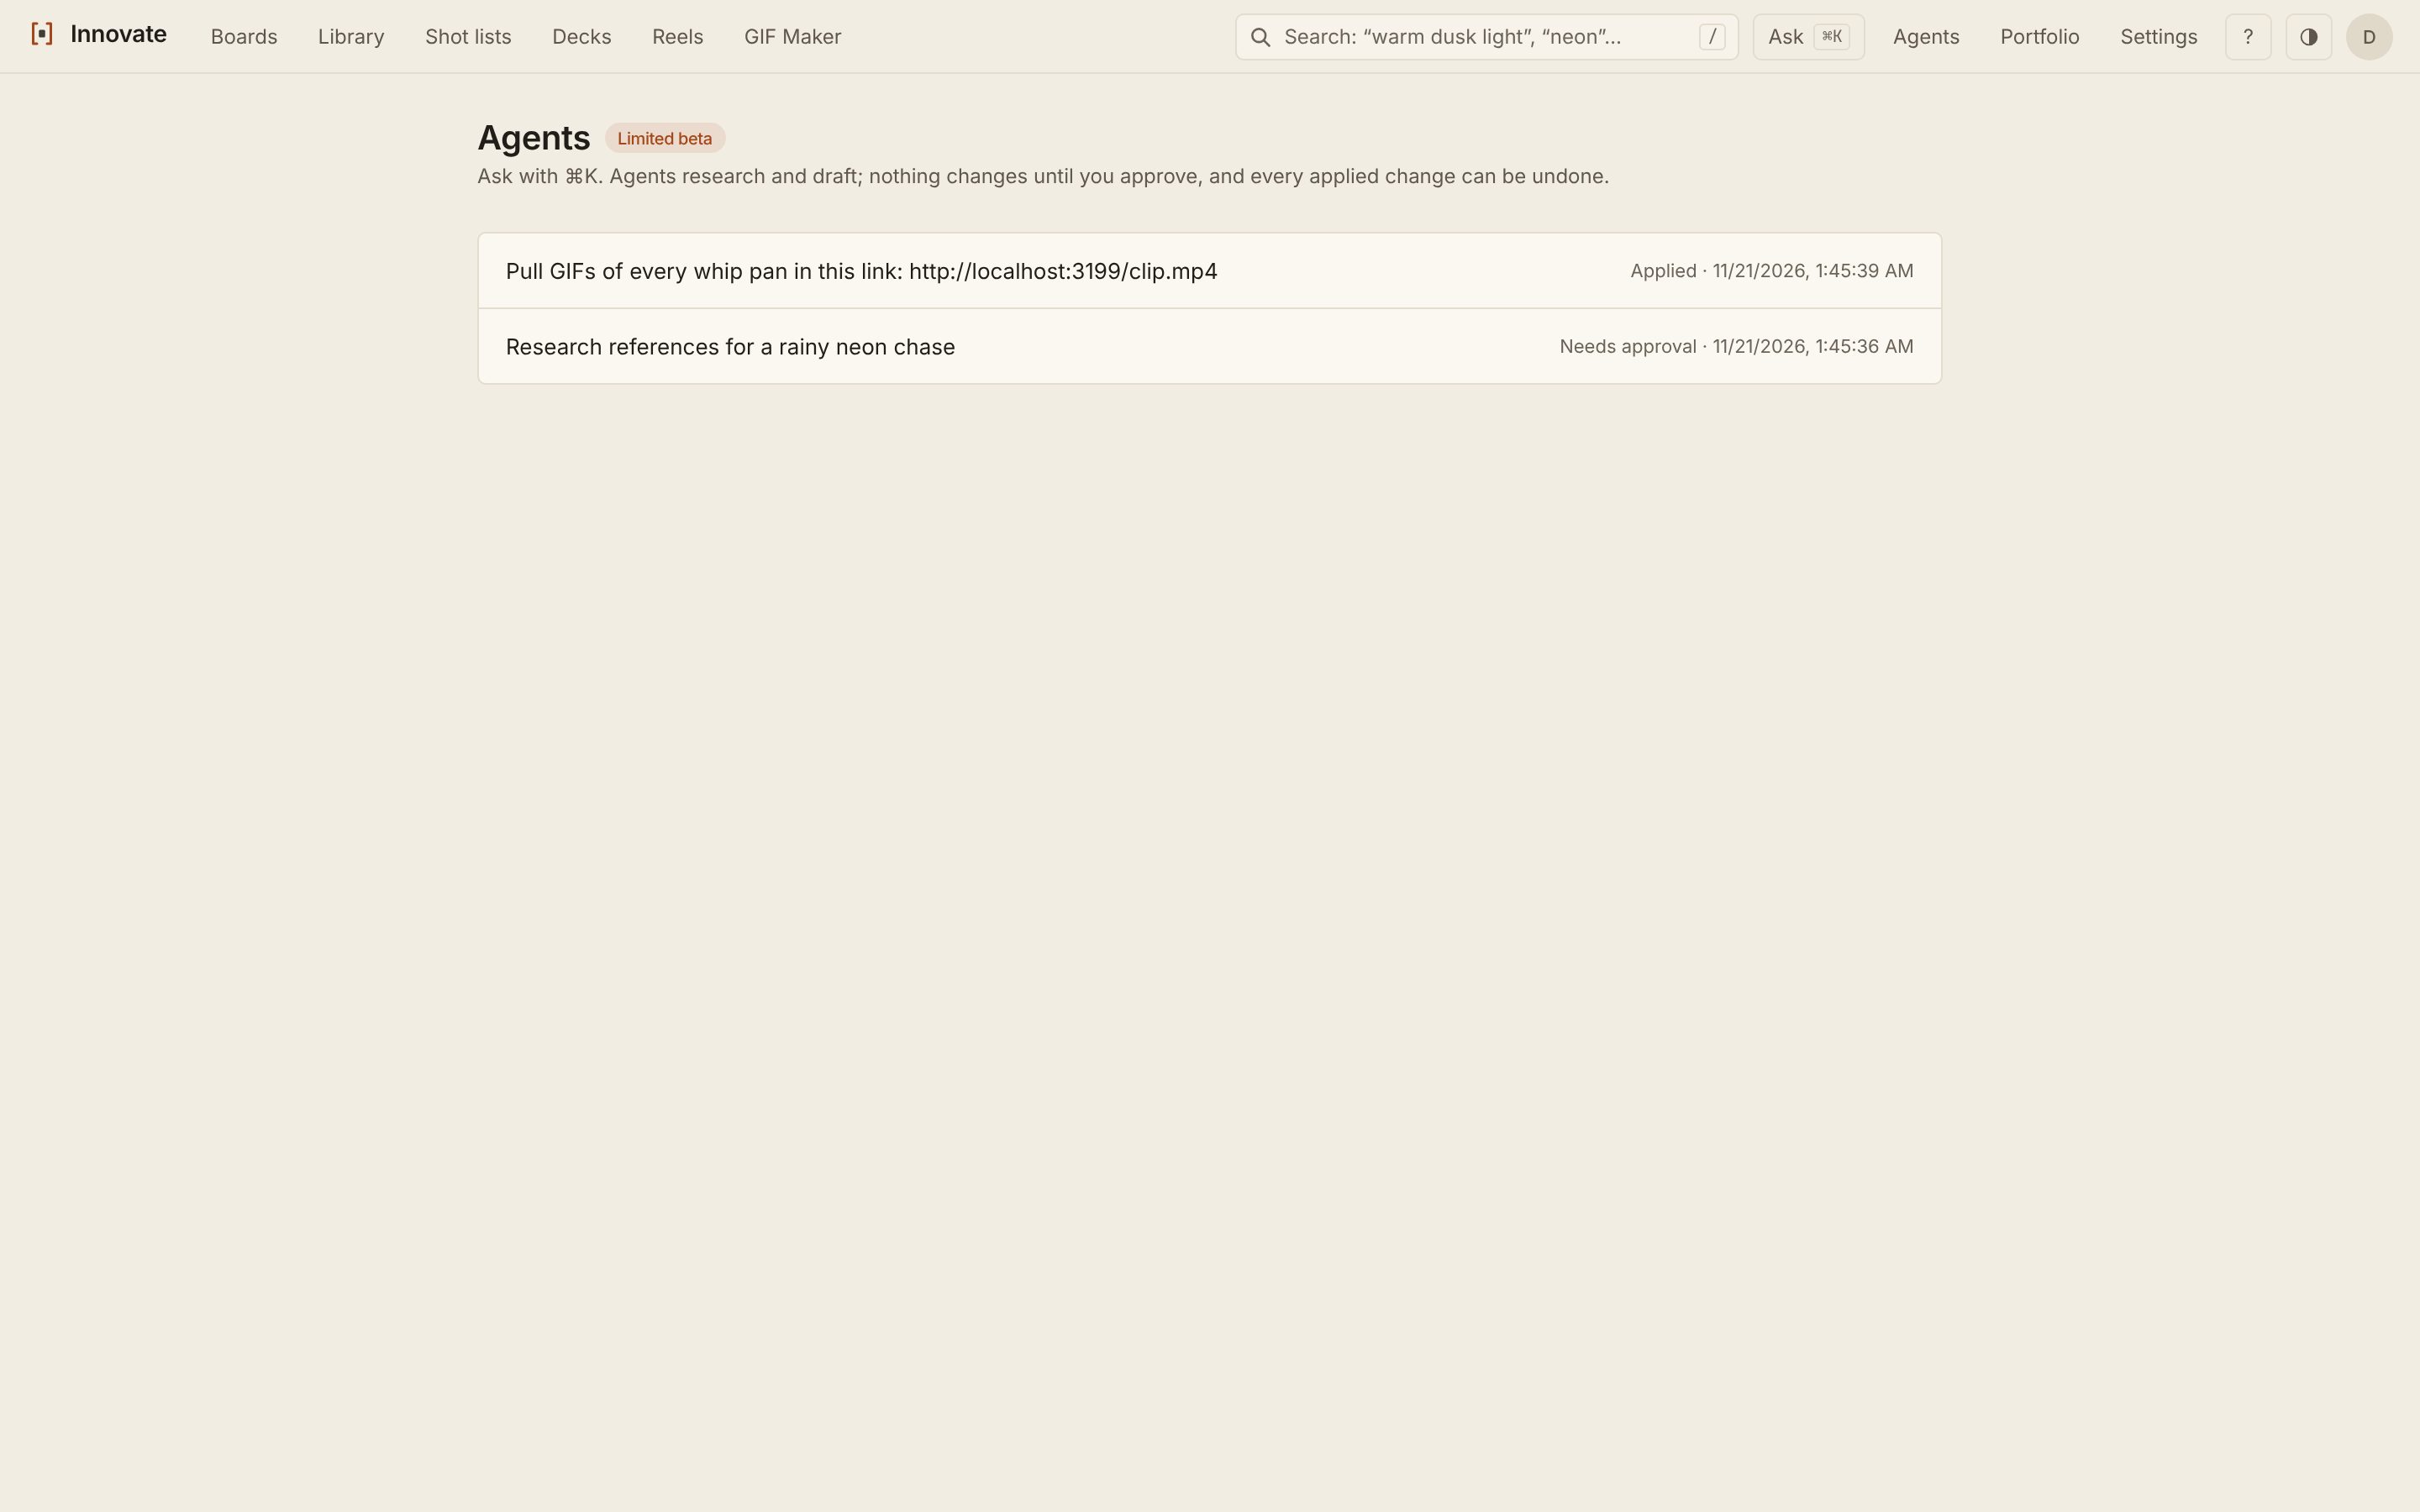 Innovate Boards Library Shot lists Decks Reels GIF Maker Search: “warm dusk light”, “neon”... / Ask ⌘K Agents Portfolio Settings ? D
Agents Limited beta
Ask with ⌘K. Agents research and draft; nothing changes until you approve, and every applied change can be undone.
Pull GIFs of every whip pan in this link: http://localhost:3199/clip.mp4 Applied · 11/21/2026, 1:45:39 AM
Research references for a rainy neon chase Needs approval · 11/21/2026, 1:45:36 AM